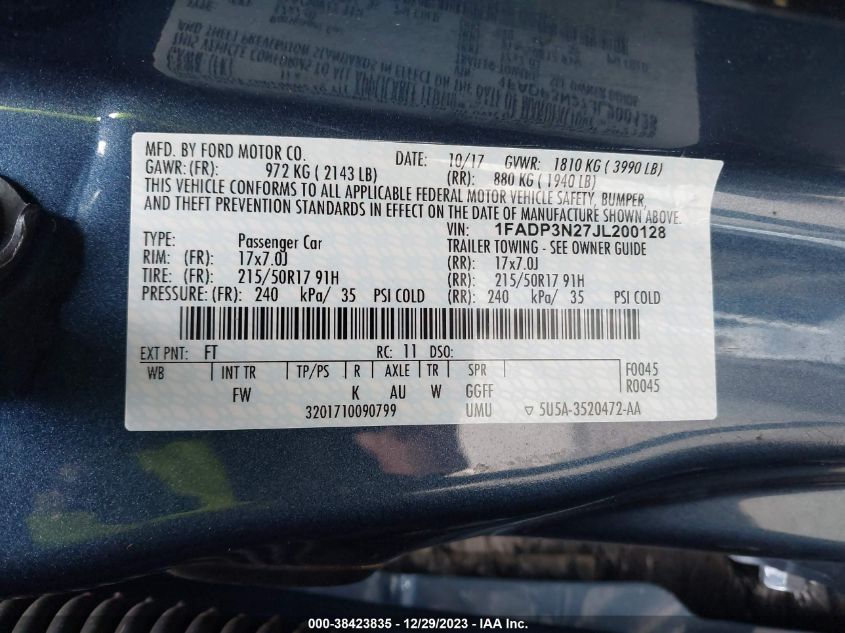 MFD. BY FORD MOTOR CO. DATE: 10/17 GVWR: 1810 KG ( 3990 LB)
GAWR: (FR): 972 KG ( 2143 LB) (RR): 880 KG ( 1940 LB)
THIS VEHICLE CONFORMS TO ALL APPLICABLE FEDERAL MOTOR VEHICLE SAFETY, BUMPER,
AND THEFT PREVENTION STANDARDS IN EFFECT ON THE DATE OF MANUFACTURE SHOWN ABOVE.
VIN: 1FADP3N27JL200128
TYPE: Passenger Car TRAILER TOWING - SEE OWNER GUIDE
RIM: (FR): 17x7.0J (RR): 17x7.0J
TIRE: (FR): 215/50R17 91H (RR): 215/50R17 91H
PRESSURE: (FR): 240 kPa/ 35 PSI COLD (RR): 240 kPa/ 35 PSI COLD
EXT PNT: FT RC: 11 DSO:
WB INT TR TP/PS R AXLE TR SPR F0045
FW K AU W GGFF R0045
3201710090799 UMU ▽ 5U5A-3520472-AA
000-38423835 - 12/29/2023 - IAA Inc.